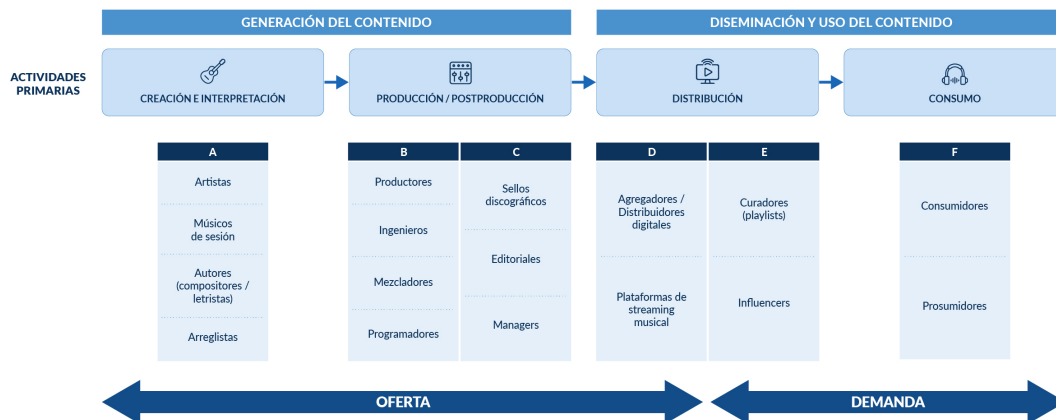 GENERACIÓN DEL CONTENIDO
DISEMINACIÓN Y USO DEL CONTENIDO
ACTIVIDADES
PRIMARIAS
CREACIÓN E INTERPRETACIÓN
PRODUCCIÓN / POSTPRODUCCIÓN
DISTRIBUCIÓN
CONSUMO
A
Artistas
Músicos
de sesión
Autores
(compositores /
letristas)
Arreglistas
B
Productores
Ingenieros
Mezcladores
Programadores
C
Sellos
discográficos
Editoriales
Managers
D
Agregadores /
Distribuidores
digitales
Plataformas de
streaming
musical
E
Curadores
(playlists)
Influencers
F
Consumidores
Prosumidores
OFERTA
DEMANDA